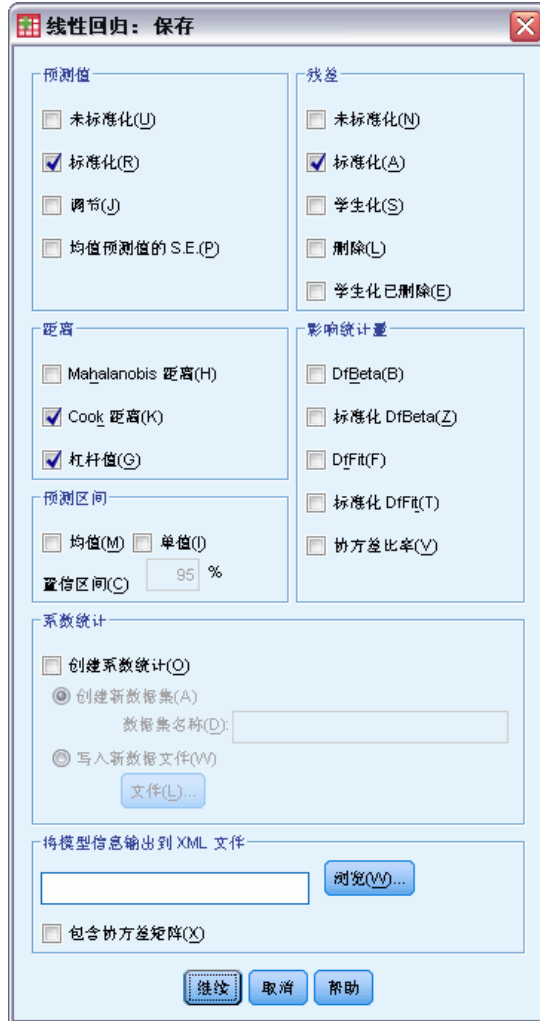 线性回归：保存
预测值
未标准化(U)
标准化(R)
调节(J)
均值预测值的 S.E.(P)
残差
未标准化(N)
标准化(A)
学生化(S)
删除(L)
学生化已删除(E)
距离
Mahalanobis 距离(H)
Cook 距离(K)
杠杆值(G)
影响统计量
DfBeta(B)
标准化 DfBeta(Z)
DfFit(F)
标准化 DfFit(T)
协方差比率(V)
预测区间
均值(M) 单值(I)
置信区间(C) 95 %
系数统计
创建系数统计(O)
创建新数据集(A)
数据集名称(D):
写入新数据文件(W)
文件(L)...
将模型信息输出到 XML 文件
浏览(W)...
包含协方差矩阵(X)
继续 取消 帮助